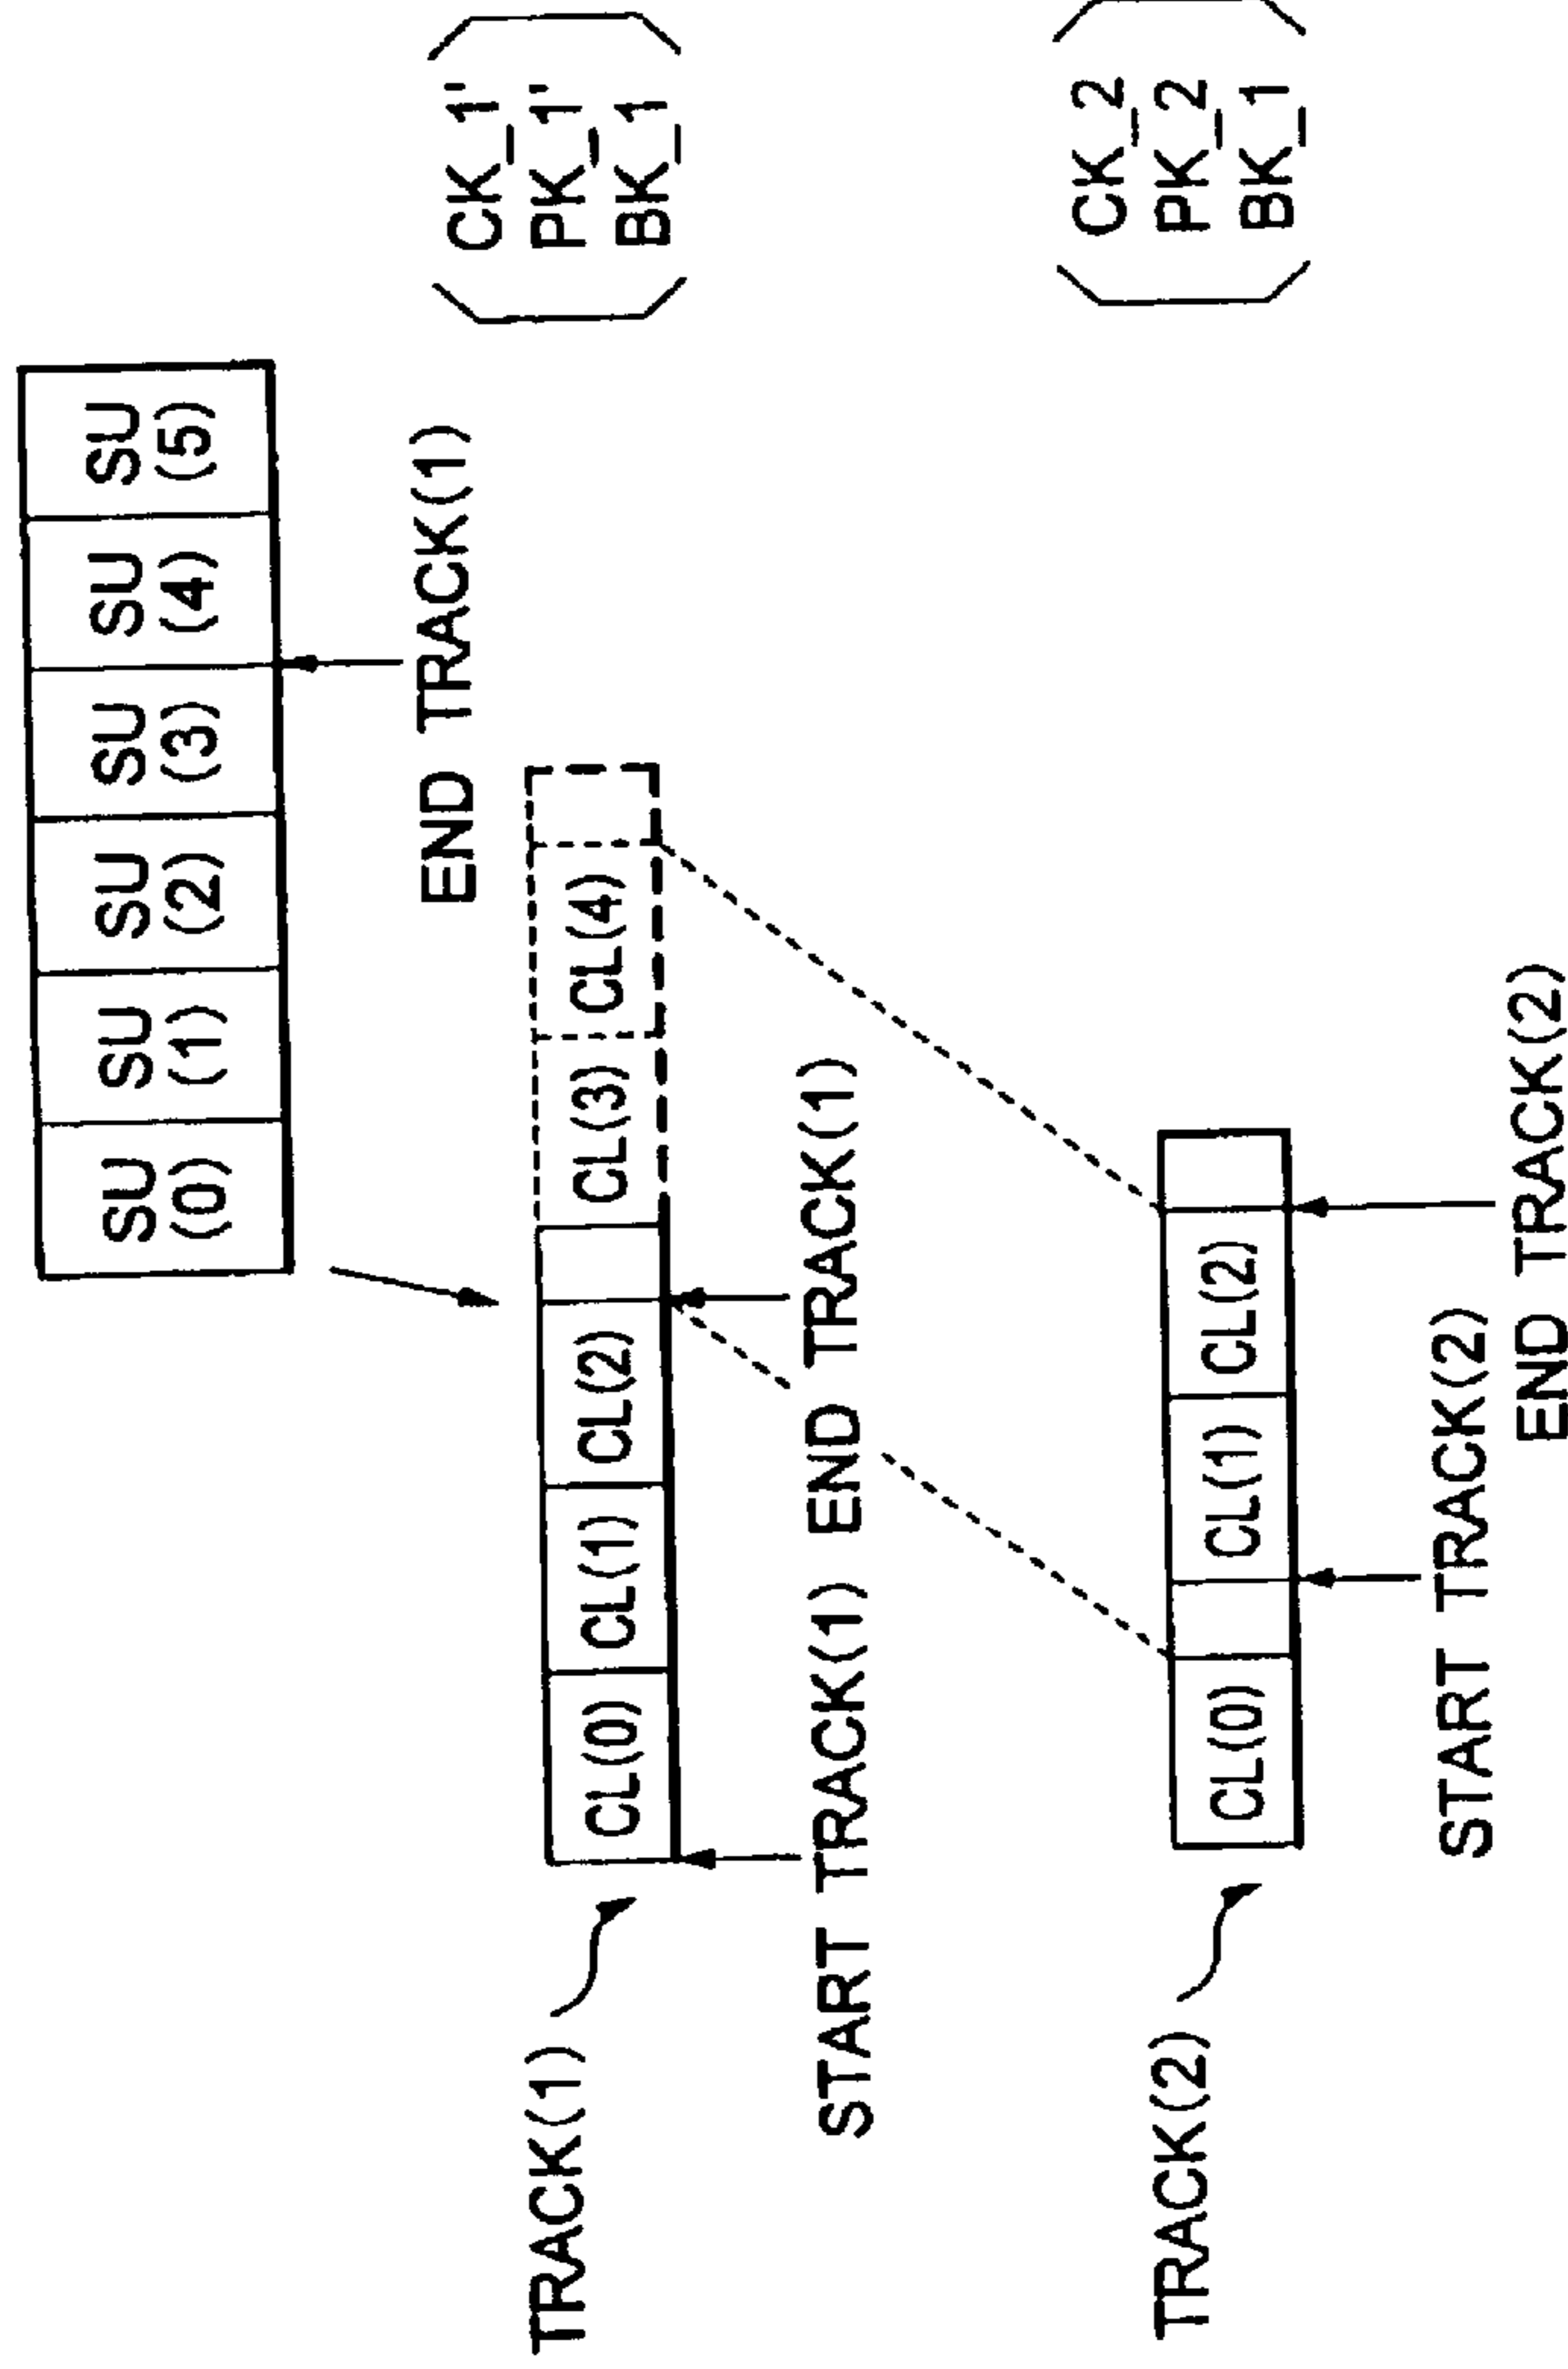 SU (0) SU (1) SU (2) SU (3) SU (4) SU (5)
END TRACK(1)
TRACK(1)
CL(0) CL(1) CL(2) CL(3) CL(4)
CK_1'
PK_1'
BK_1
START TRACK(1) END TRACK(1)
TRACK(2)
CL(0) CL(1) CL(2)
CK_2
PK_2
BK_1
START TRACK(2)
END TRACK(2)